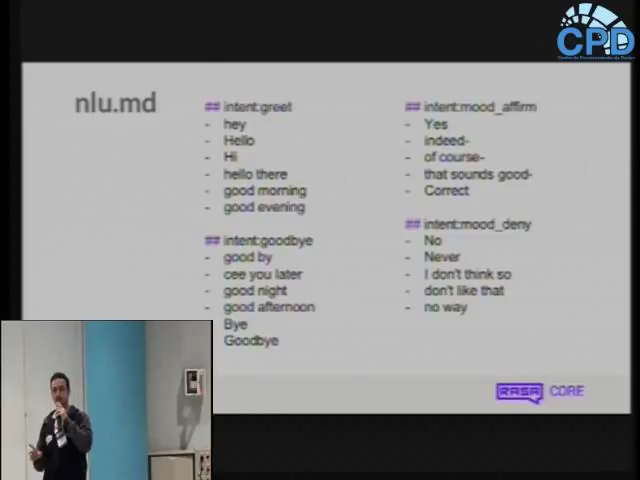 CPD
nlu.md
## intent:greet
- hey
- Hello
- Hi
- hello there
- good morning
- good evening
## intent:goodbye
- good by
- cee you later
- good night
- good afternoon
Bye
Goodbye
## intent:mood_affirm
- Yes
- indeed-
- of course-
- that sounds good-
- Correct
## intent:mood_deny
- No
- Never
- I don't think so
- don't like that
- no way
RASA CORE